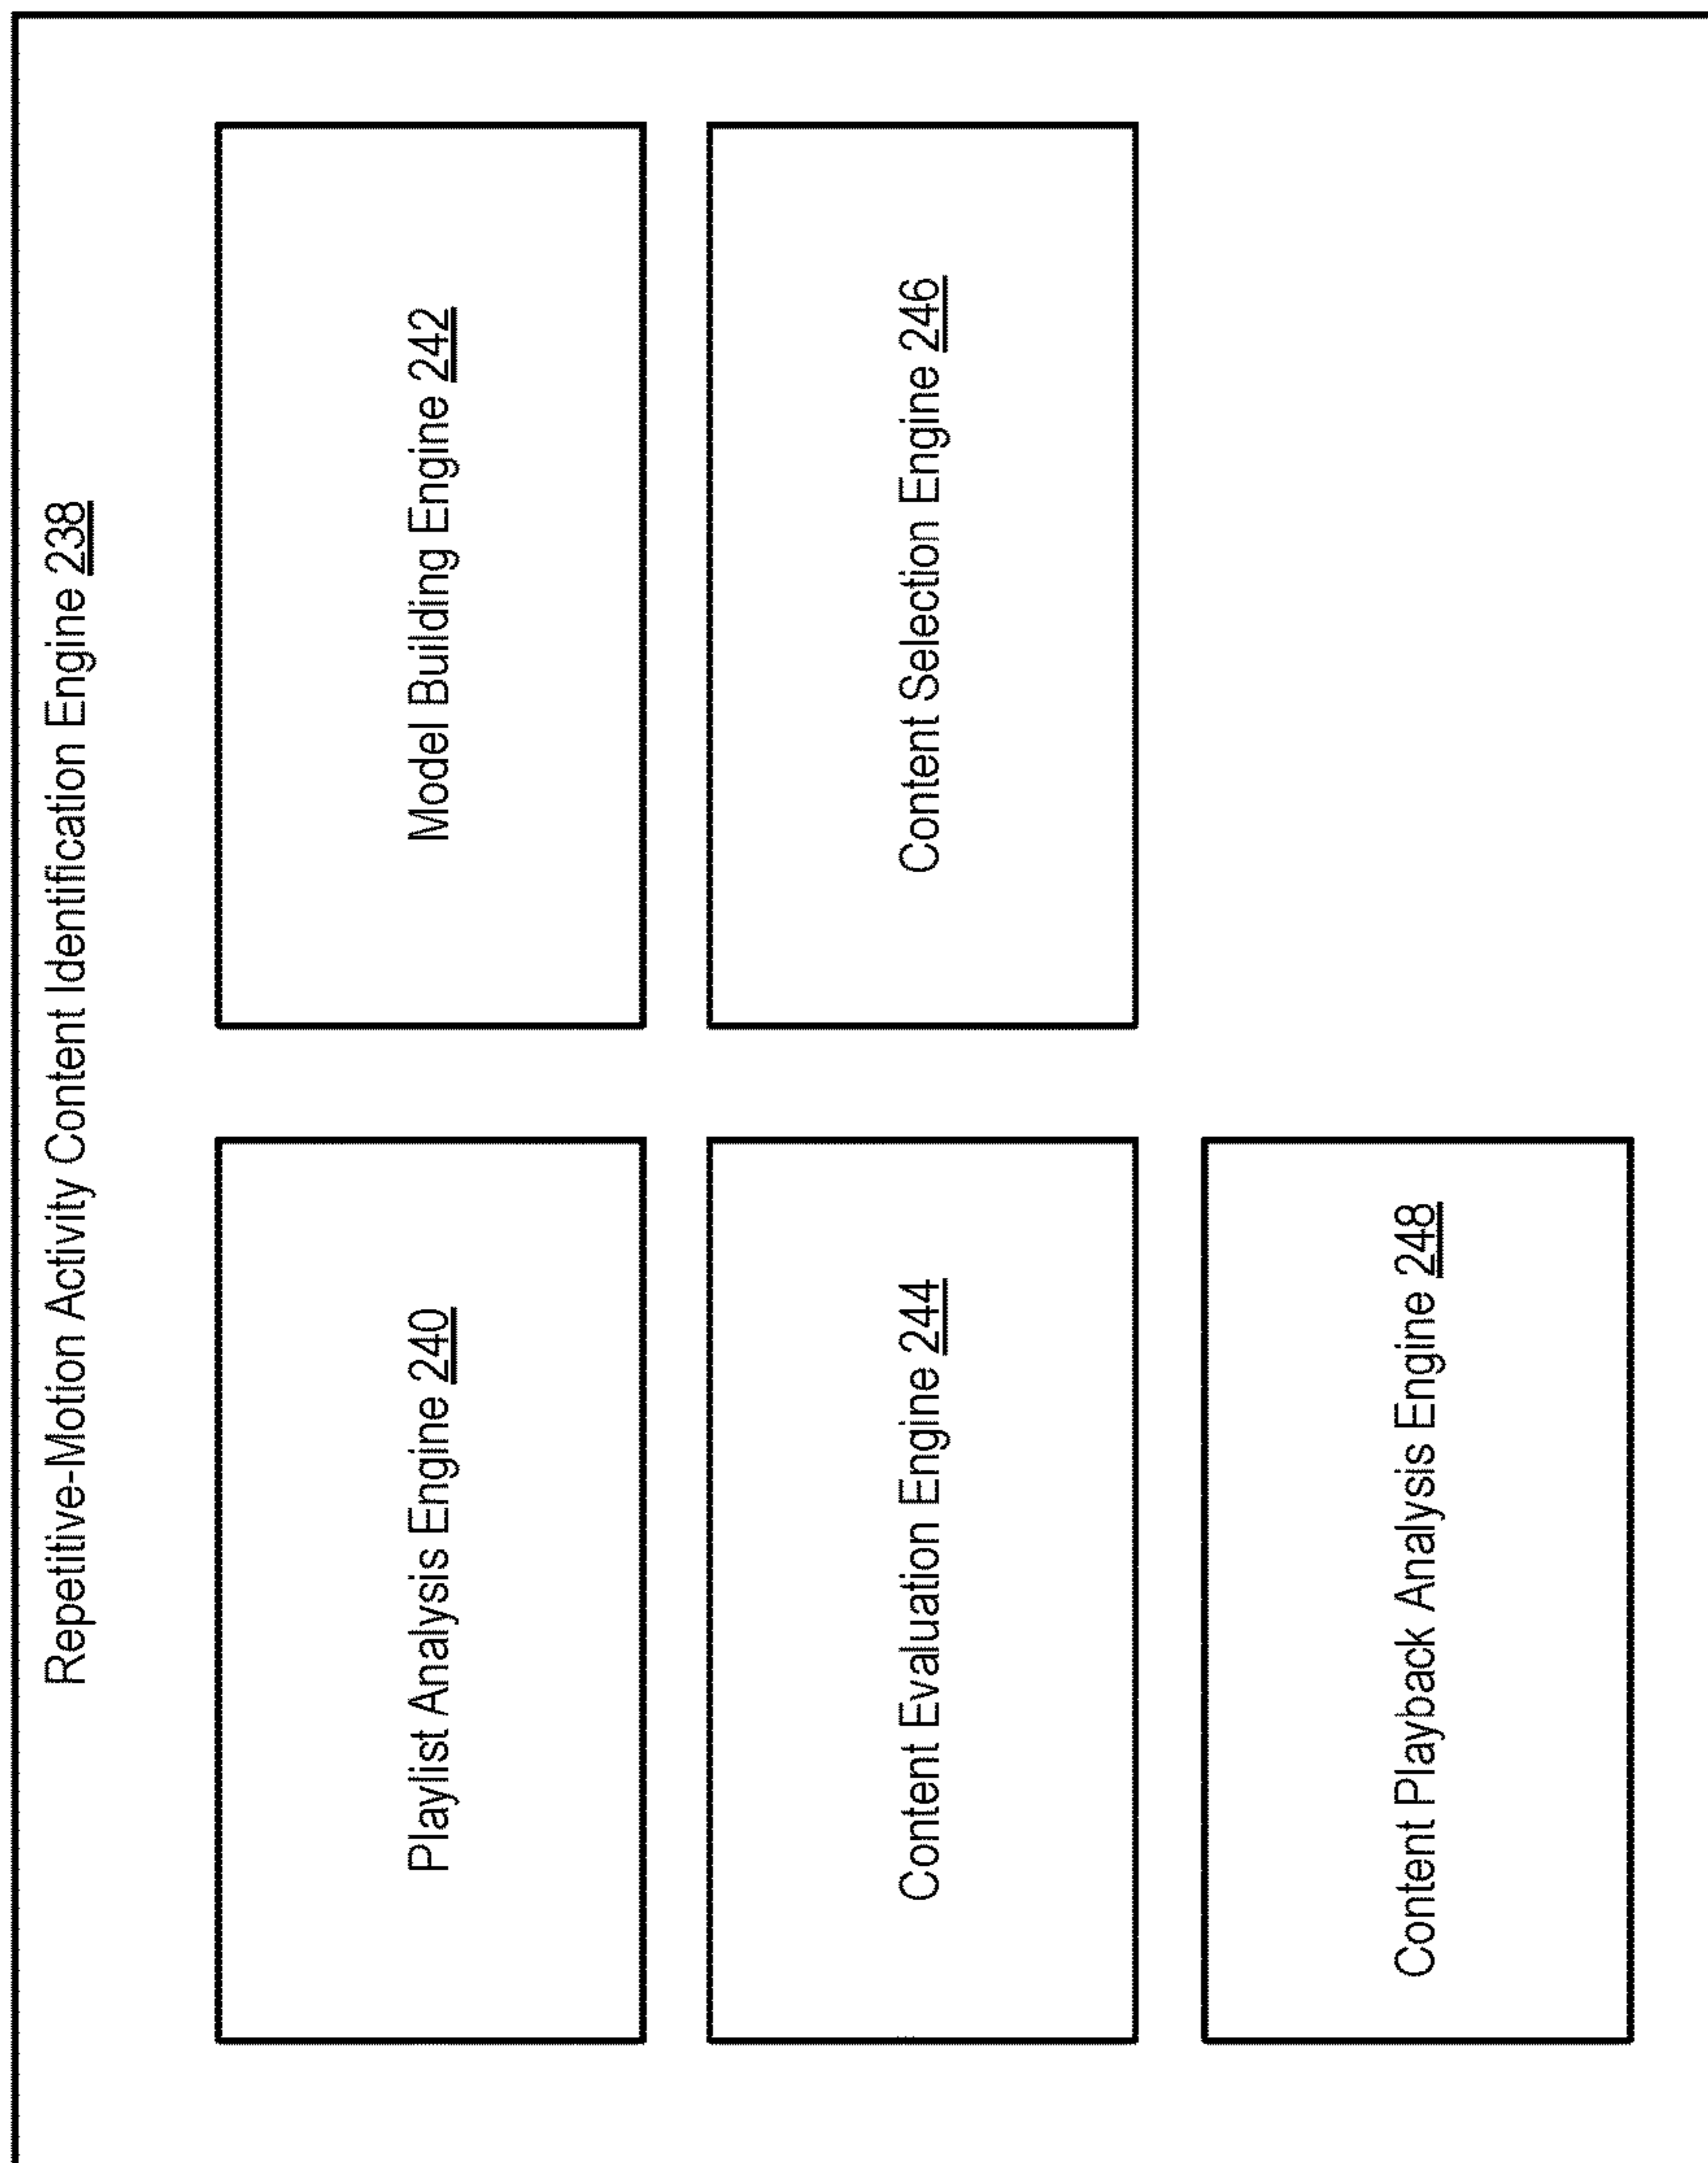 Repetitive-Motion Activity Content Identification Engine 238
Playlist Analysis Engine 240
Model Building Engine 242
Content Evaluation Engine 244
Content Selection Engine 246
Content Playback Analysis Engine 248